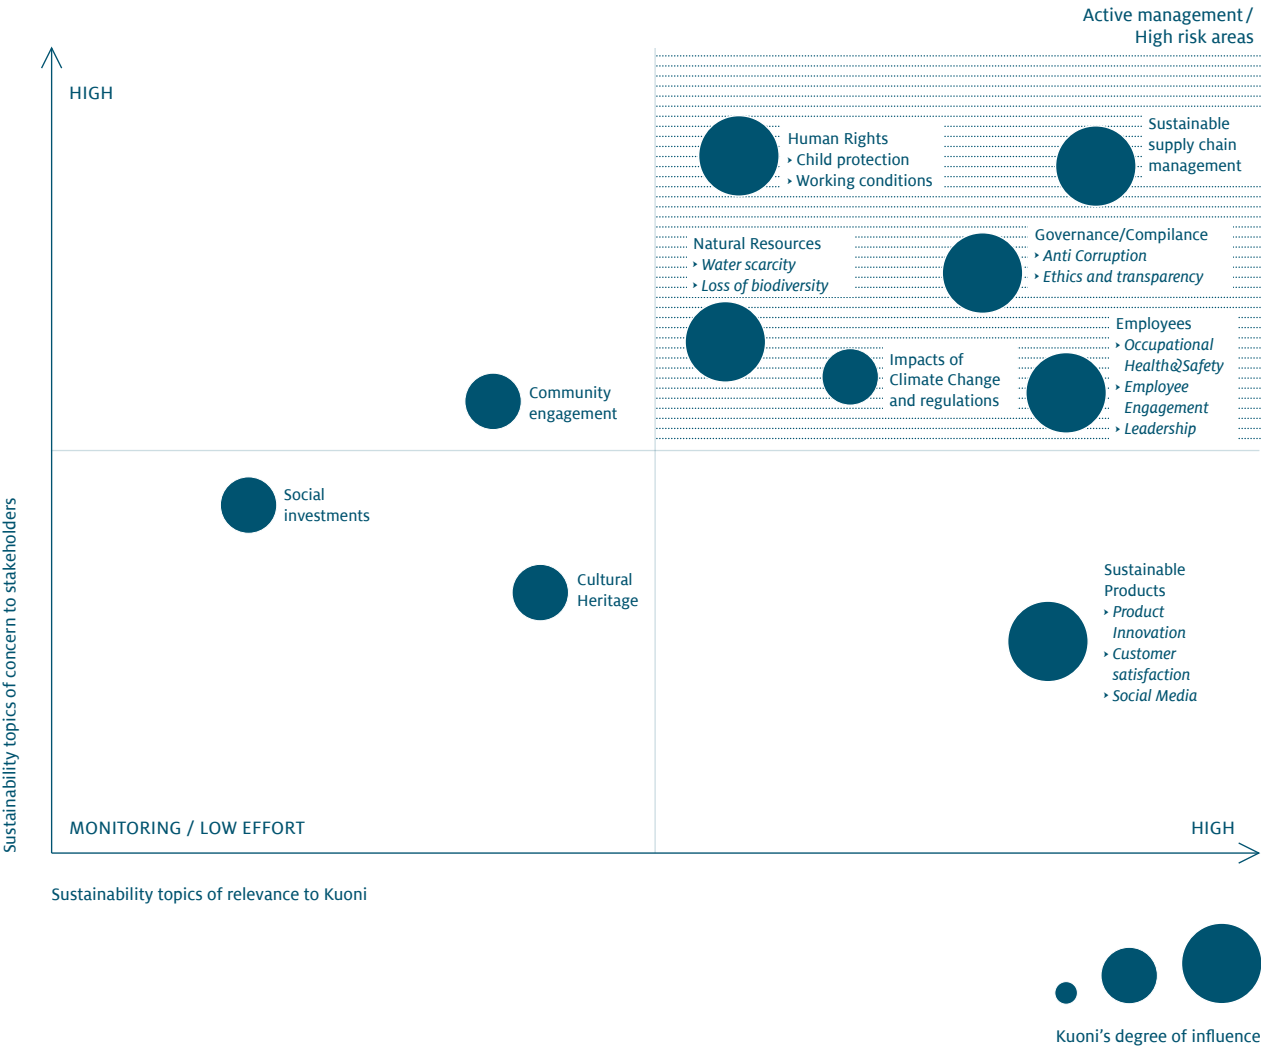 Active management /
High risk areas
HIGH
Human Rights
‣ Child protection
‣ Working conditions
Sustainable
supply chain
management
Natural Resources
‣ Water scarcity
‣ Loss of biodiversity
Governance/Compilance
‣ Anti Corruption
‣ Ethics and transparency
Employees
‣ Occupational
Health&Safety
‣ Employee
Engagement
‣ Leadership
Impacts of
Climate Change
and regulations
Community
engagement
Social
investments
Cultural
Heritage
Sustainable
Products
‣ Product
Innovation
‣ Customer
satisfaction
‣ Social Media
Sustainability topics of concern to stakeholders
MONITORING / LOW EFFORT
HIGH
Sustainability topics of relevance to Kuoni
Kuoni's degree of influence